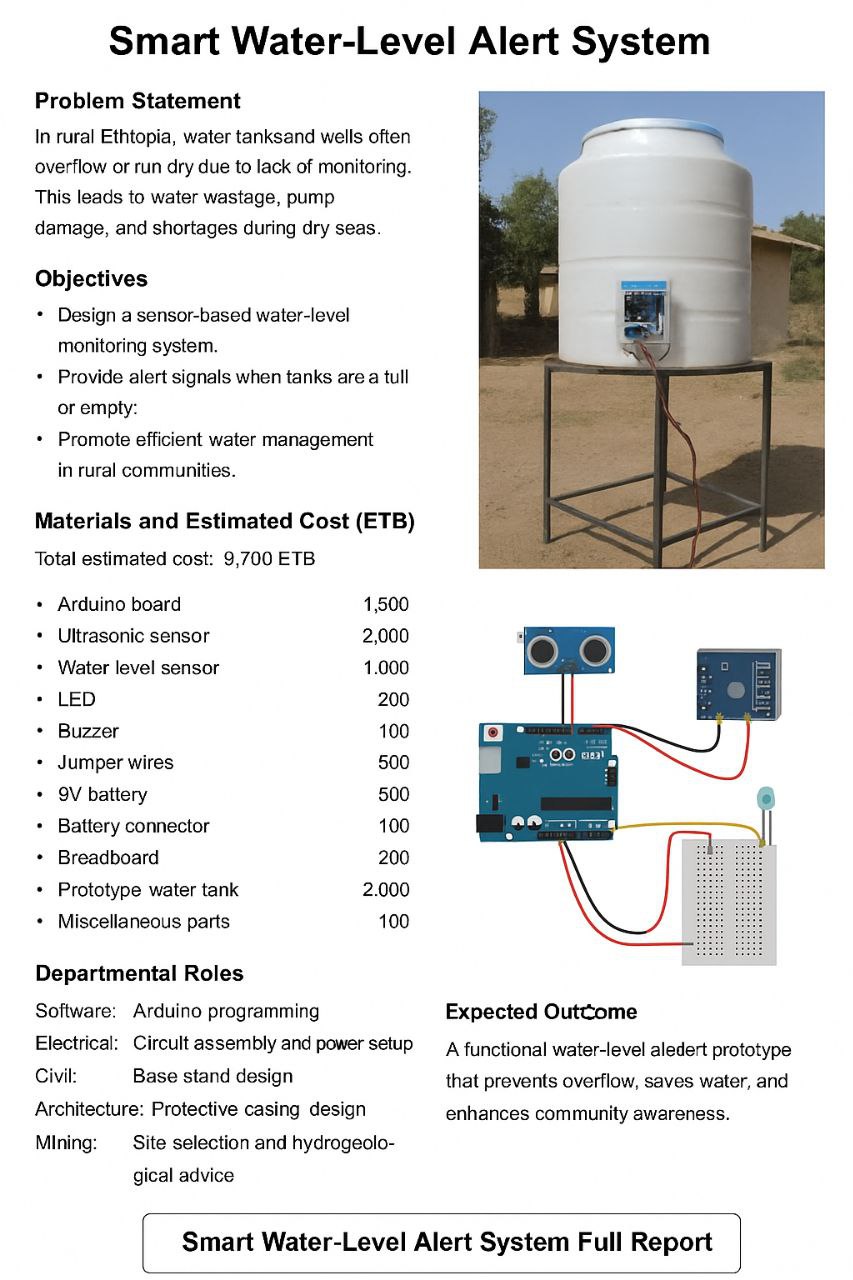 Smart Water-Level Alert System
Problem Statement
In rural Ethtopia, water tanksand wells often
overflow or run dry due to lack of monitoring.
This leads to water wastage, pump
damage, and shortages during dry seas.
Objectives
• Design a sensor-based water-level
monitoring system.
• Provide alert signals when tanks are a tull
or empty:
• Promote efficient water management
in rural communities.
Materials and Estimated Cost (ETB)
Total estimated cost: 9,700 ETB
• Arduino board 1,500
• Ultrasonic sensor 2,000
• Water level sensor 1.000
• LED 200
• Buzzer 100
• Jumper wires 500
• 9V battery 500
• Battery connector 100
• Breadboard 200
• Prototype water tank 2.000
• Miscellaneous parts 100
Departmental Roles
Software: Arduino programming
Electrical: Circult assembly and power setup
Civil: Base stand design
Architecture: Protective casing design
MIning: Site selection and hydrogeolo-
gical advice
Expected Outcome
A functional water-level aledert prototype
that prevents overflow, saves water, and
enhances community awareness.
Smart Water-Level Alert System Full Report